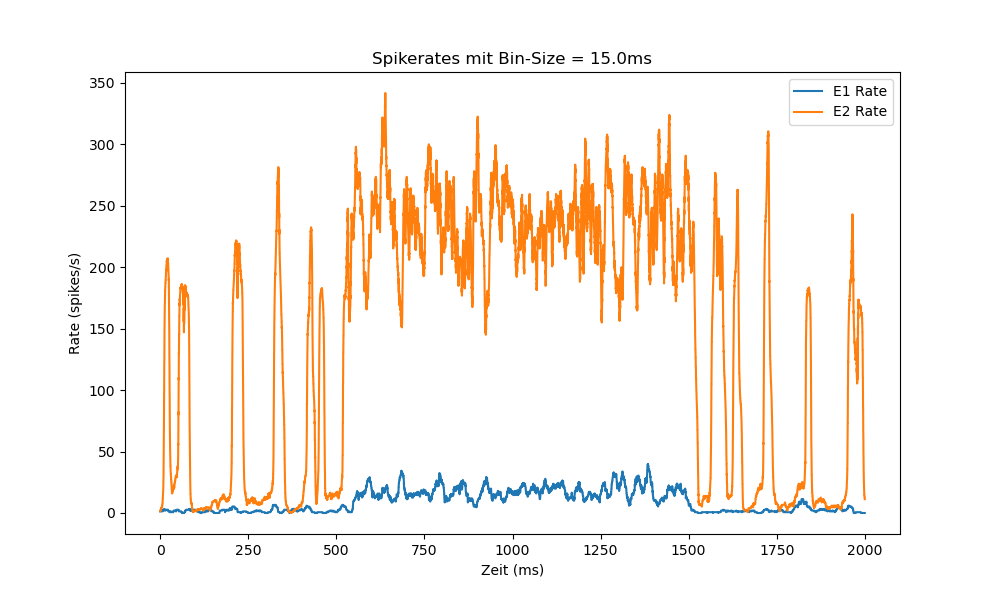 Spikerates mit Bin-Size = 15.0ms
E1 Rate
E2 Rate
Rate (spikes/s)
350
300
250
200
150
100
50
0
0 250 500 750 1000 1250 1500 1750 2000
Zeit (ms)